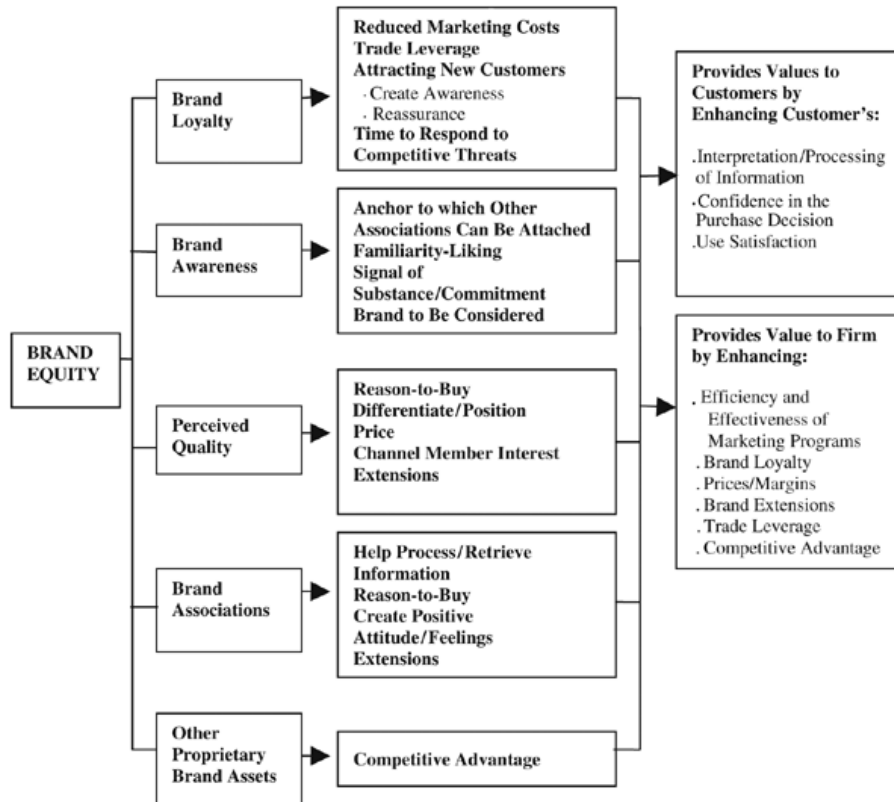 BRAND
EQUITY
Brand
Loyalty
Reduced Marketing Costs
Trade Leverage
Attracting New Customers
. Create Awareness
. Reassurance
Time to Respond to
Competitive Threats
Brand
Awareness
Anchor to which Other
Associations Can Be Attached
Familiarity-Liking
Signal of
Substance/Commitment
Brand to Be Considered
Perceived
Quality
Reason-to-Buy
Differentiate/Position
Price
Channel Member Interest
Extensions
Brand
Associations
Help Process/Retrieve
Information
Reason-to-Buy
Create Positive
Attitude/Feelings
Extensions
Other
Proprietary
Brand Assets
Competitive Advantage
Provides Values to
Customers by
Enhancing Customer's:
.Interpretation/Processing
of Information
.Confidence in the
Purchase Decision
.Use Satisfaction
Provides Value to Firm
by Enhancing:
. Efficiency and
Effectiveness of
Marketing Programs
. Brand Loyalty
. Prices/Margins
. Brand Extensions
. Trade Leverage
. Competitive Advantage